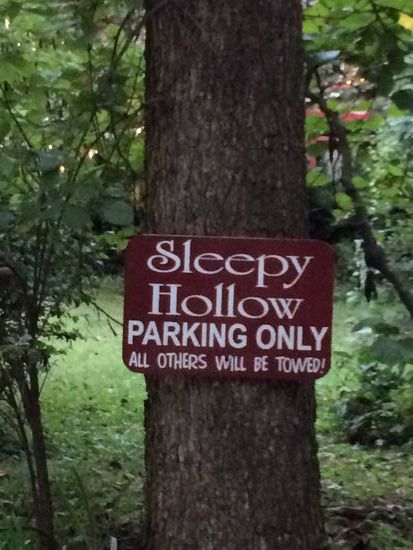 Sleepy
Hollow
PARKING ONLY
ALL OTHERS WILL BE TOWED!